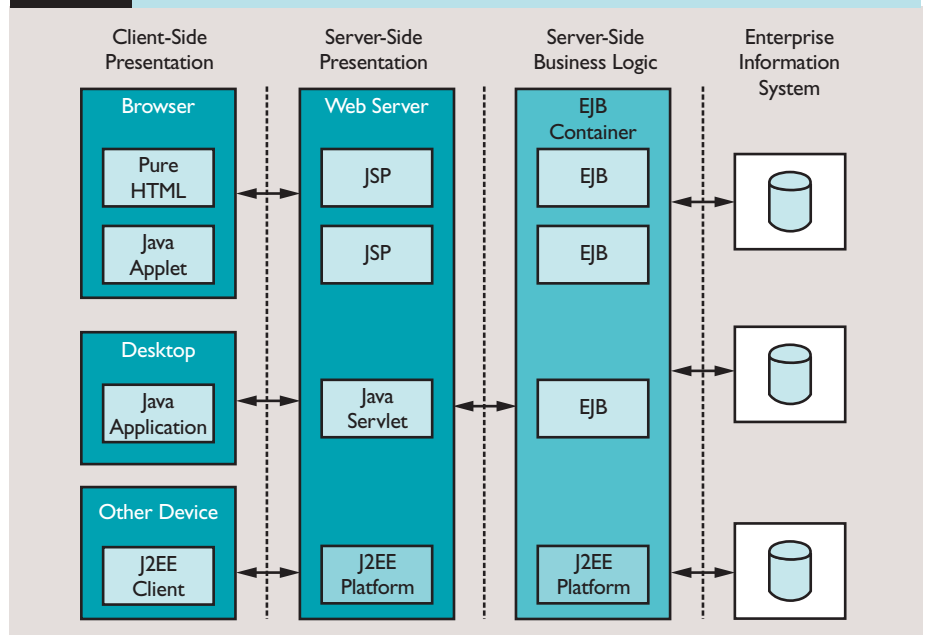 Client-Side
Presentation
Server-Side
Presentation
Server-Side
Business Logic
Enterprise
Information
System
Browser
Pure
HTML
Java
Applet
Desktop
Java
Application
Other Device
J2EE
Client
Web Server
JSP
JSP
Java
Servlet
J2EE
Platform
EJB
Container
EJB
EJB
EJB
J2EE
Platform